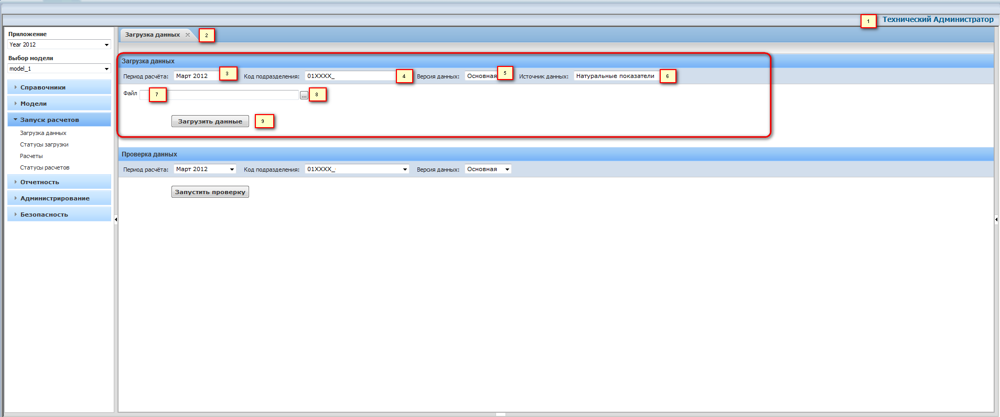 1 Технический Администратор
Приложение
Year 2012
Выбор модели
model_1
Справочники
Модели
Запуск расчетов
Загрузка данных
Статусы загрузки
Расчеты
Статусы расчетов
Отчетность
Администрирование
Безопасность
Загрузка данных 2
Загрузка данных
Период расчёта: Март 2012 3 Код подразделения: 01XXXX_ 4 Версия данных: Основная 5 Источник данных: Натуральные показатели 6
Файл 7 ... 8
Загрузить данные 9
Проверка данных
Период расчёта: Март 2012 Код подразделения: 01XXXX_ Версия данных: Основная
Запустить проверку